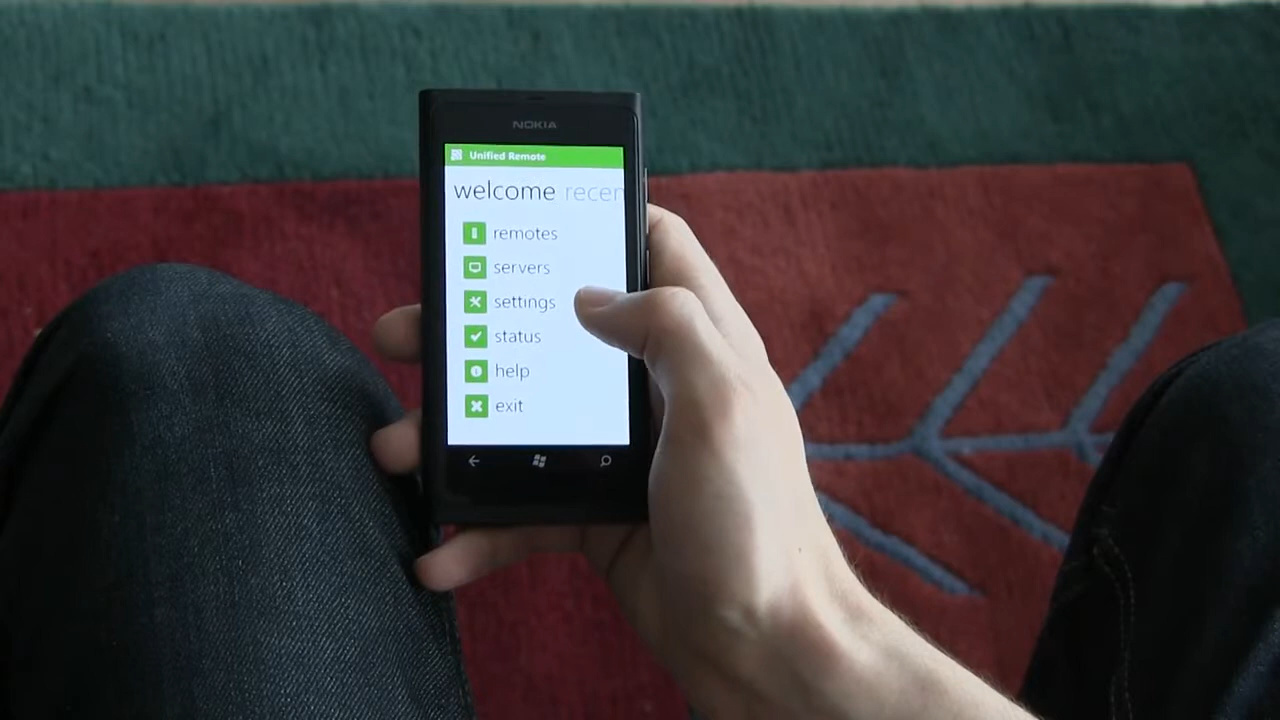 NOKIA
Unified Remote
welcome recen
remotes
servers
settings
status
help
exit